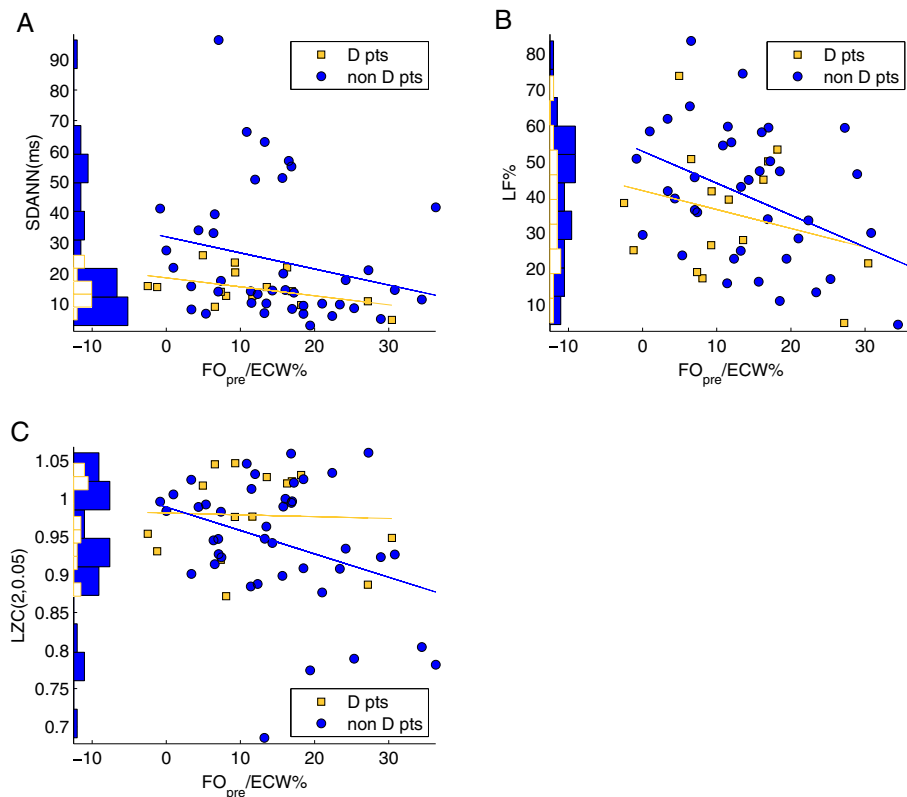 A
SDANN(ms)
90
80
70
60
50
40
30
20
10
D pts
non D pts
−10 0 10 20 30
FOpre/ECW%
B
LF%
80
70
60
50
40
30
20
10
D pts
non D pts
−10 0 10 20 30
FOpre/ECW%
C
LZC(2,0.05)
1.05
1
0.95
0.9
0.85
0.8
0.75
0.7
D pts
non D pts
−10 0 10 20 30
FOpre/ECW%